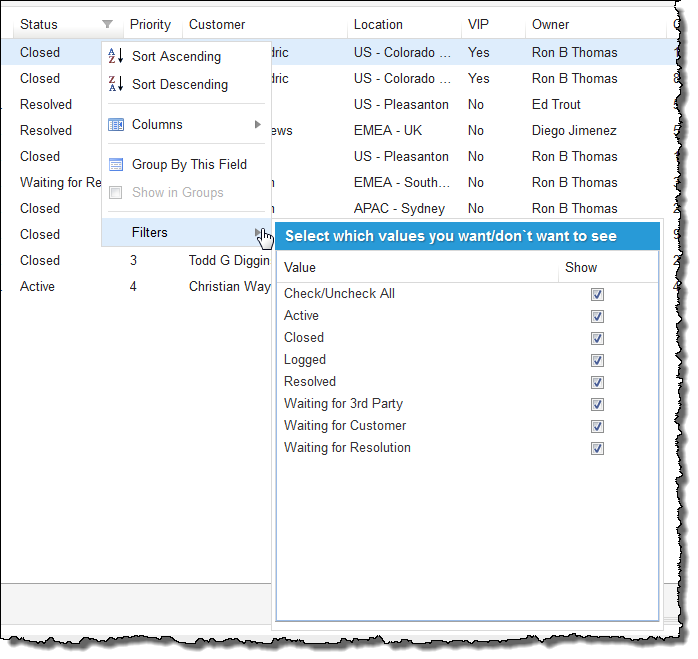 Status Priority Customer Location VIP Owner
Closed dric US - Colorado ... Yes Ron B Thomas
Sort Ascending
Closed dric US - Colorado ... Yes Ron B Thomas
Sort Descending
Resolved US - Pleasanton No Ed Trout
Columns
Resolved ews EMEA - UK No Diego Jimenez
Closed US - Pleasanton No Ron B Thomas
Group By This Field
Waiting for Re EMEA - South... No Ron B Thomas
Show in Groups
Closed APAC - Sydney No Ron B Thomas
Filters
Closed Select which values you want/don`t want to see
Closed 3 Todd G Diggin Value Show
Active 4 Christian Way Check/Uncheck All
Active
Closed
Logged
Resolved
Waiting for 3rd Party
Waiting for Customer
Waiting for Resolution